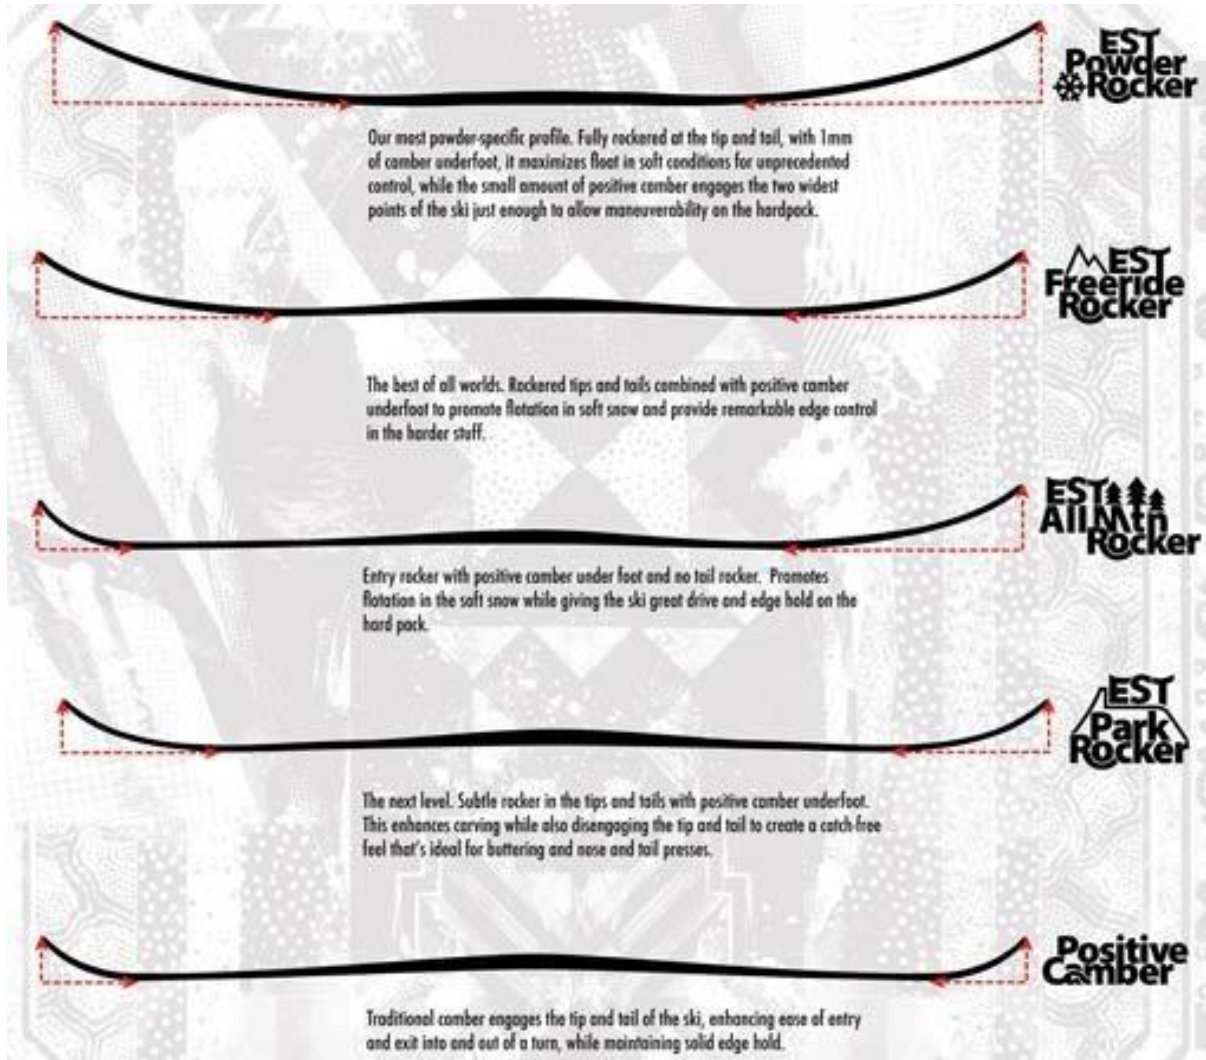 EST
Powder
Rocker
Our most powder-specific profile. Fully rockered at the tip and tail, with 1mm
of camber underfoot, it maximizes float in soft conditions for unprecedented
control, while the small amount of positive camber engages the two widest
points of the ski just enough to allow maneuverability on the hardpack.
EST
Freeride
Rocker
The best of all worlds. Rockered tips and tails combined with positive camber
underfoot to promote flotation in soft snow and provide remarkable edge control
in the harder stuff.
EST
All Mtn
Rocker
Entry rocker with positive camber under foot and no tail rocker. Promotes
flotation in the soft snow while giving the ski great drive and edge hold on the
hard pack.
EST
Park
Rocker
The next level. Subtle rocker in the tips and tails with positive camber underfoot.
This enhances carving while also disengaging the tip and tail to create a catch-free
feel that's ideal for buttering and nose and tail presses.
Positive
Camber
Traditional camber engages the tip and tail of the ski, enhancing ease of entry
and exit into and out of a turn, while maintaining solid edge hold.